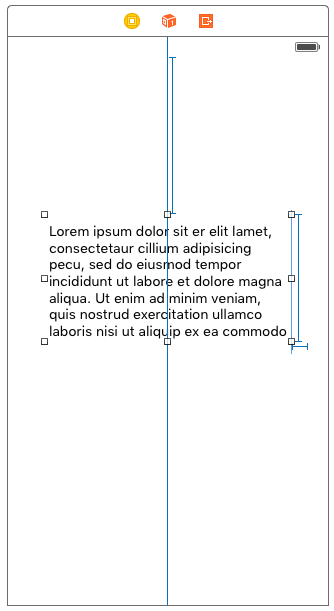 Lorem ipsum dolor sit er elit lamet,
consectetaur cillium adipisicing
pecu, sed do eiusmod tempor
incididunt ut labore et dolore magna
aliqua. Ut enim ad minim veniam,
quis nostrud exercitation ullamco
laboris nisi ut aliquip ex ea commodo